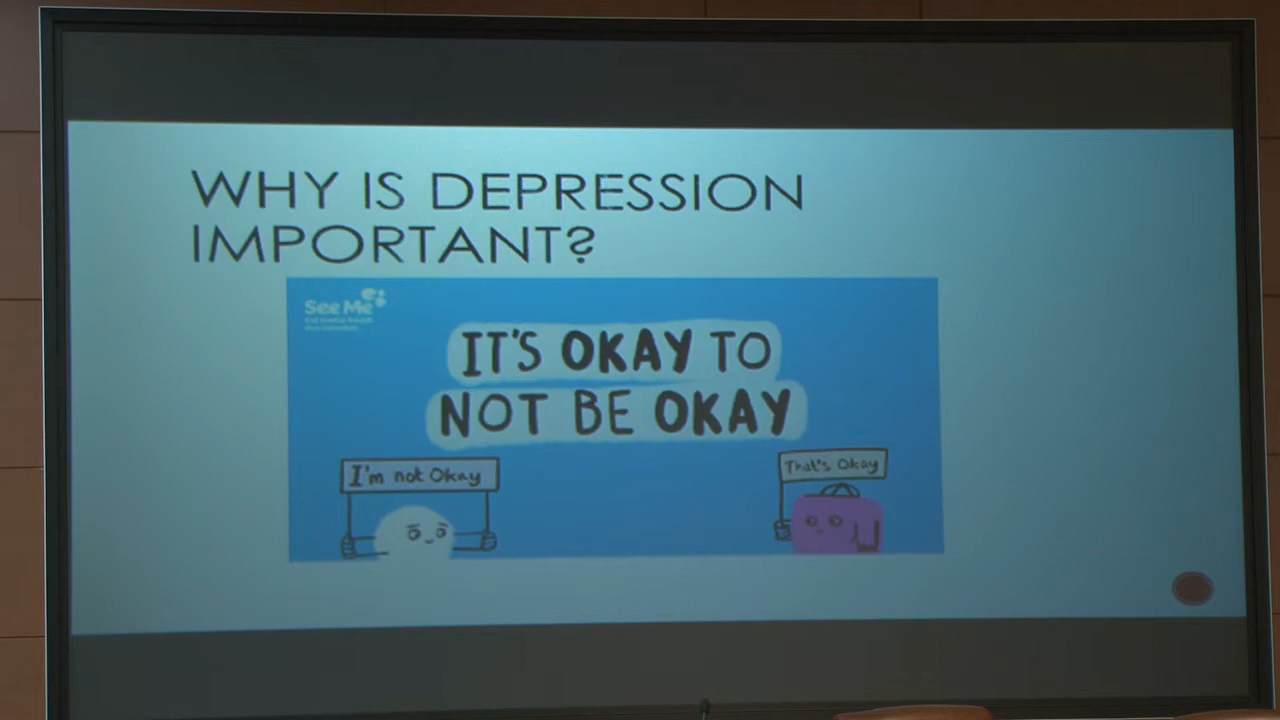 WHY IS DEPRESSION
IMPORTANT?
See Me
IT'S OKAY TO
NOT BE OKAY
I'm not Okay
That's Okay